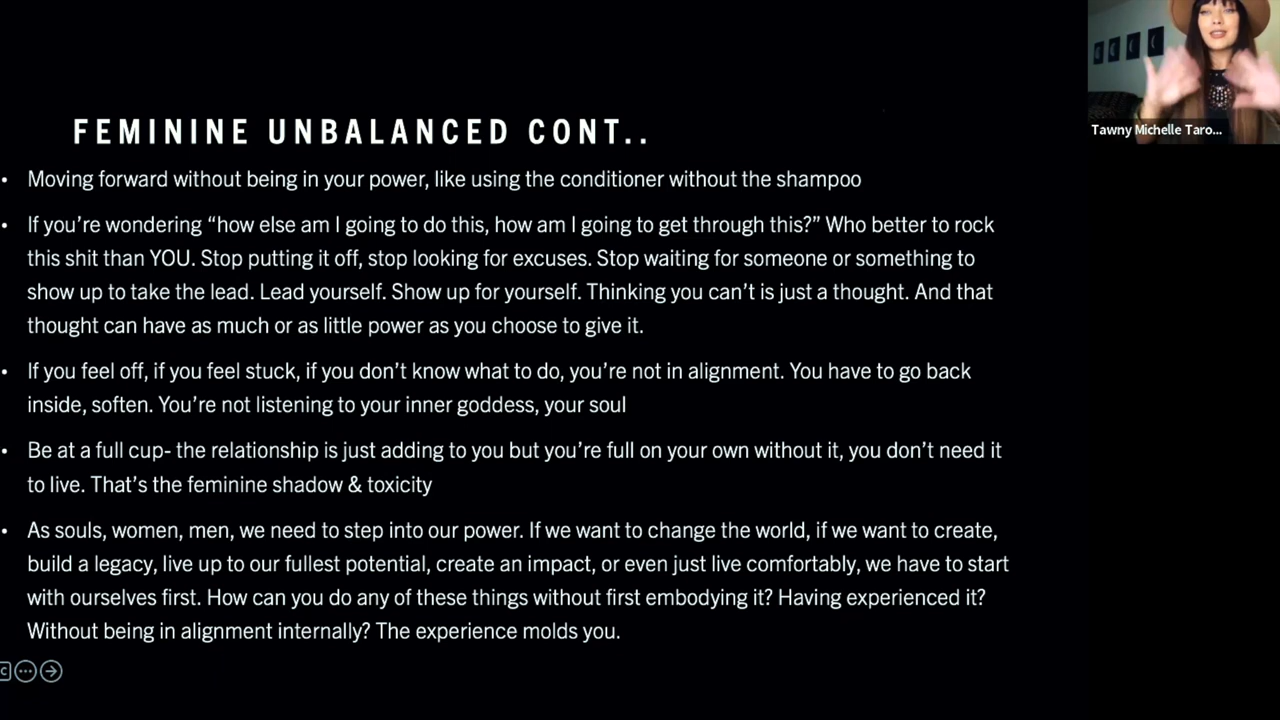 FEMININE UNBALANCED CONT..
• Moving forward without being in your power, like using the conditioner without the shampoo
• If you’re wondering “how else am I going to do this, how am I going to get through this?” Who better to rock
this shit than YOU. Stop putting it off, stop looking for excuses. Stop waiting for someone or something to
show up to take the lead. Lead yourself. Show up for yourself. Thinking you can’t is just a thought. And that
thought can have as much or as little power as you choose to give it.
• If you feel off, if you feel stuck, if you don’t know what to do, you’re not in alignment. You have to go back
inside, soften. You’re not listening to your inner goddess, your soul
• Be at a full cup- the relationship is just adding to you but you’re full on your own without it, you don’t need it
to live. That’s the feminine shadow & toxicity
• As souls, women, men, we need to step into our power. If we want to change the world, if we want to create,
build a legacy, live up to our fullest potential, create an impact, or even just live comfortably, we have to start
with ourselves first. How can you do any of these things without first embodying it? Having experienced it?
Without being in alignment internally? The experience molds you.
Tawny Michelle Taro...